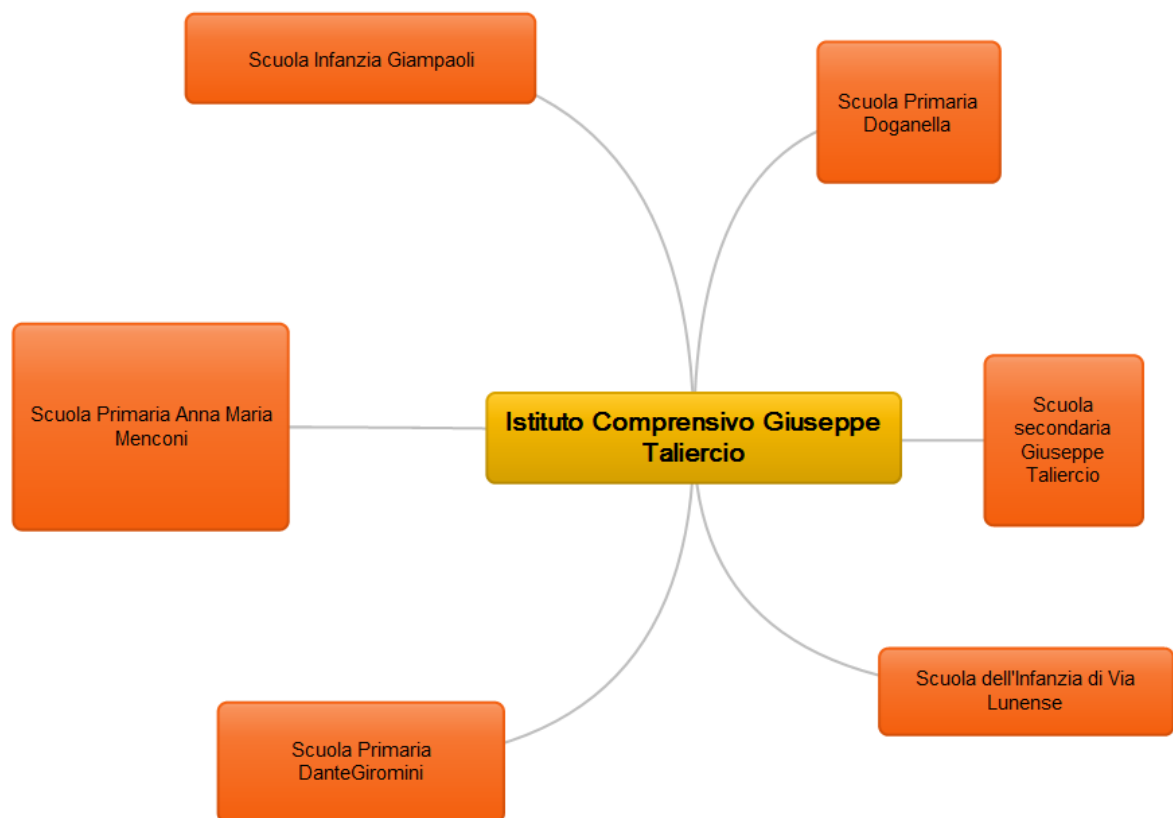 Scuola Infanzia Giampaoli
Scuola Primaria
Doganella
Scuola Primaria Anna Maria
Menconi
Istituto Comprensivo Giuseppe
Taliercio
Scuola
secondaria
Giuseppe
Taliercio
Scuola dell'Infanzia di Via
Lunense
Scuola Primaria
DanteGiromini